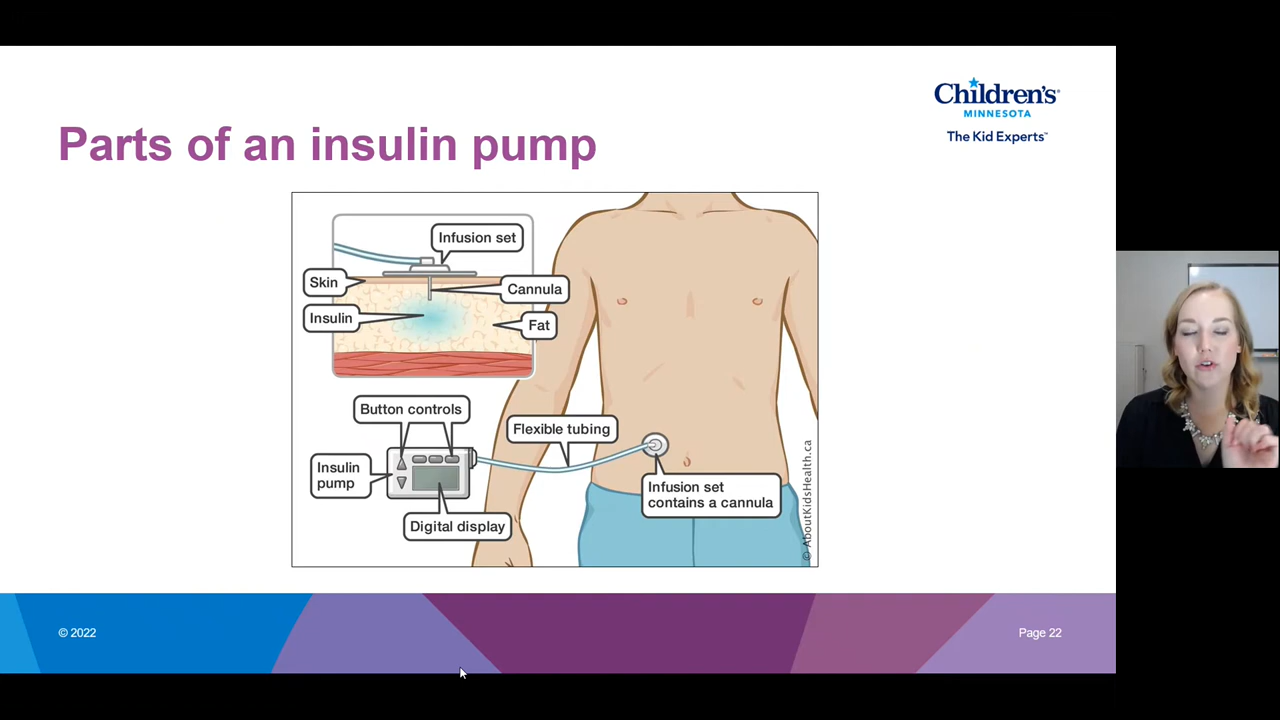 Children's
MINNESOTA
The Kid Experts™
Parts of an insulin pump
Infusion set
Skin
Cannula
Insulin
Fat
Button controls
Flexible tubing
Insulin
pump
Infusion set
contains a cannula
Digital display
© AboutKidsHealth.ca
© 2022
Page 22